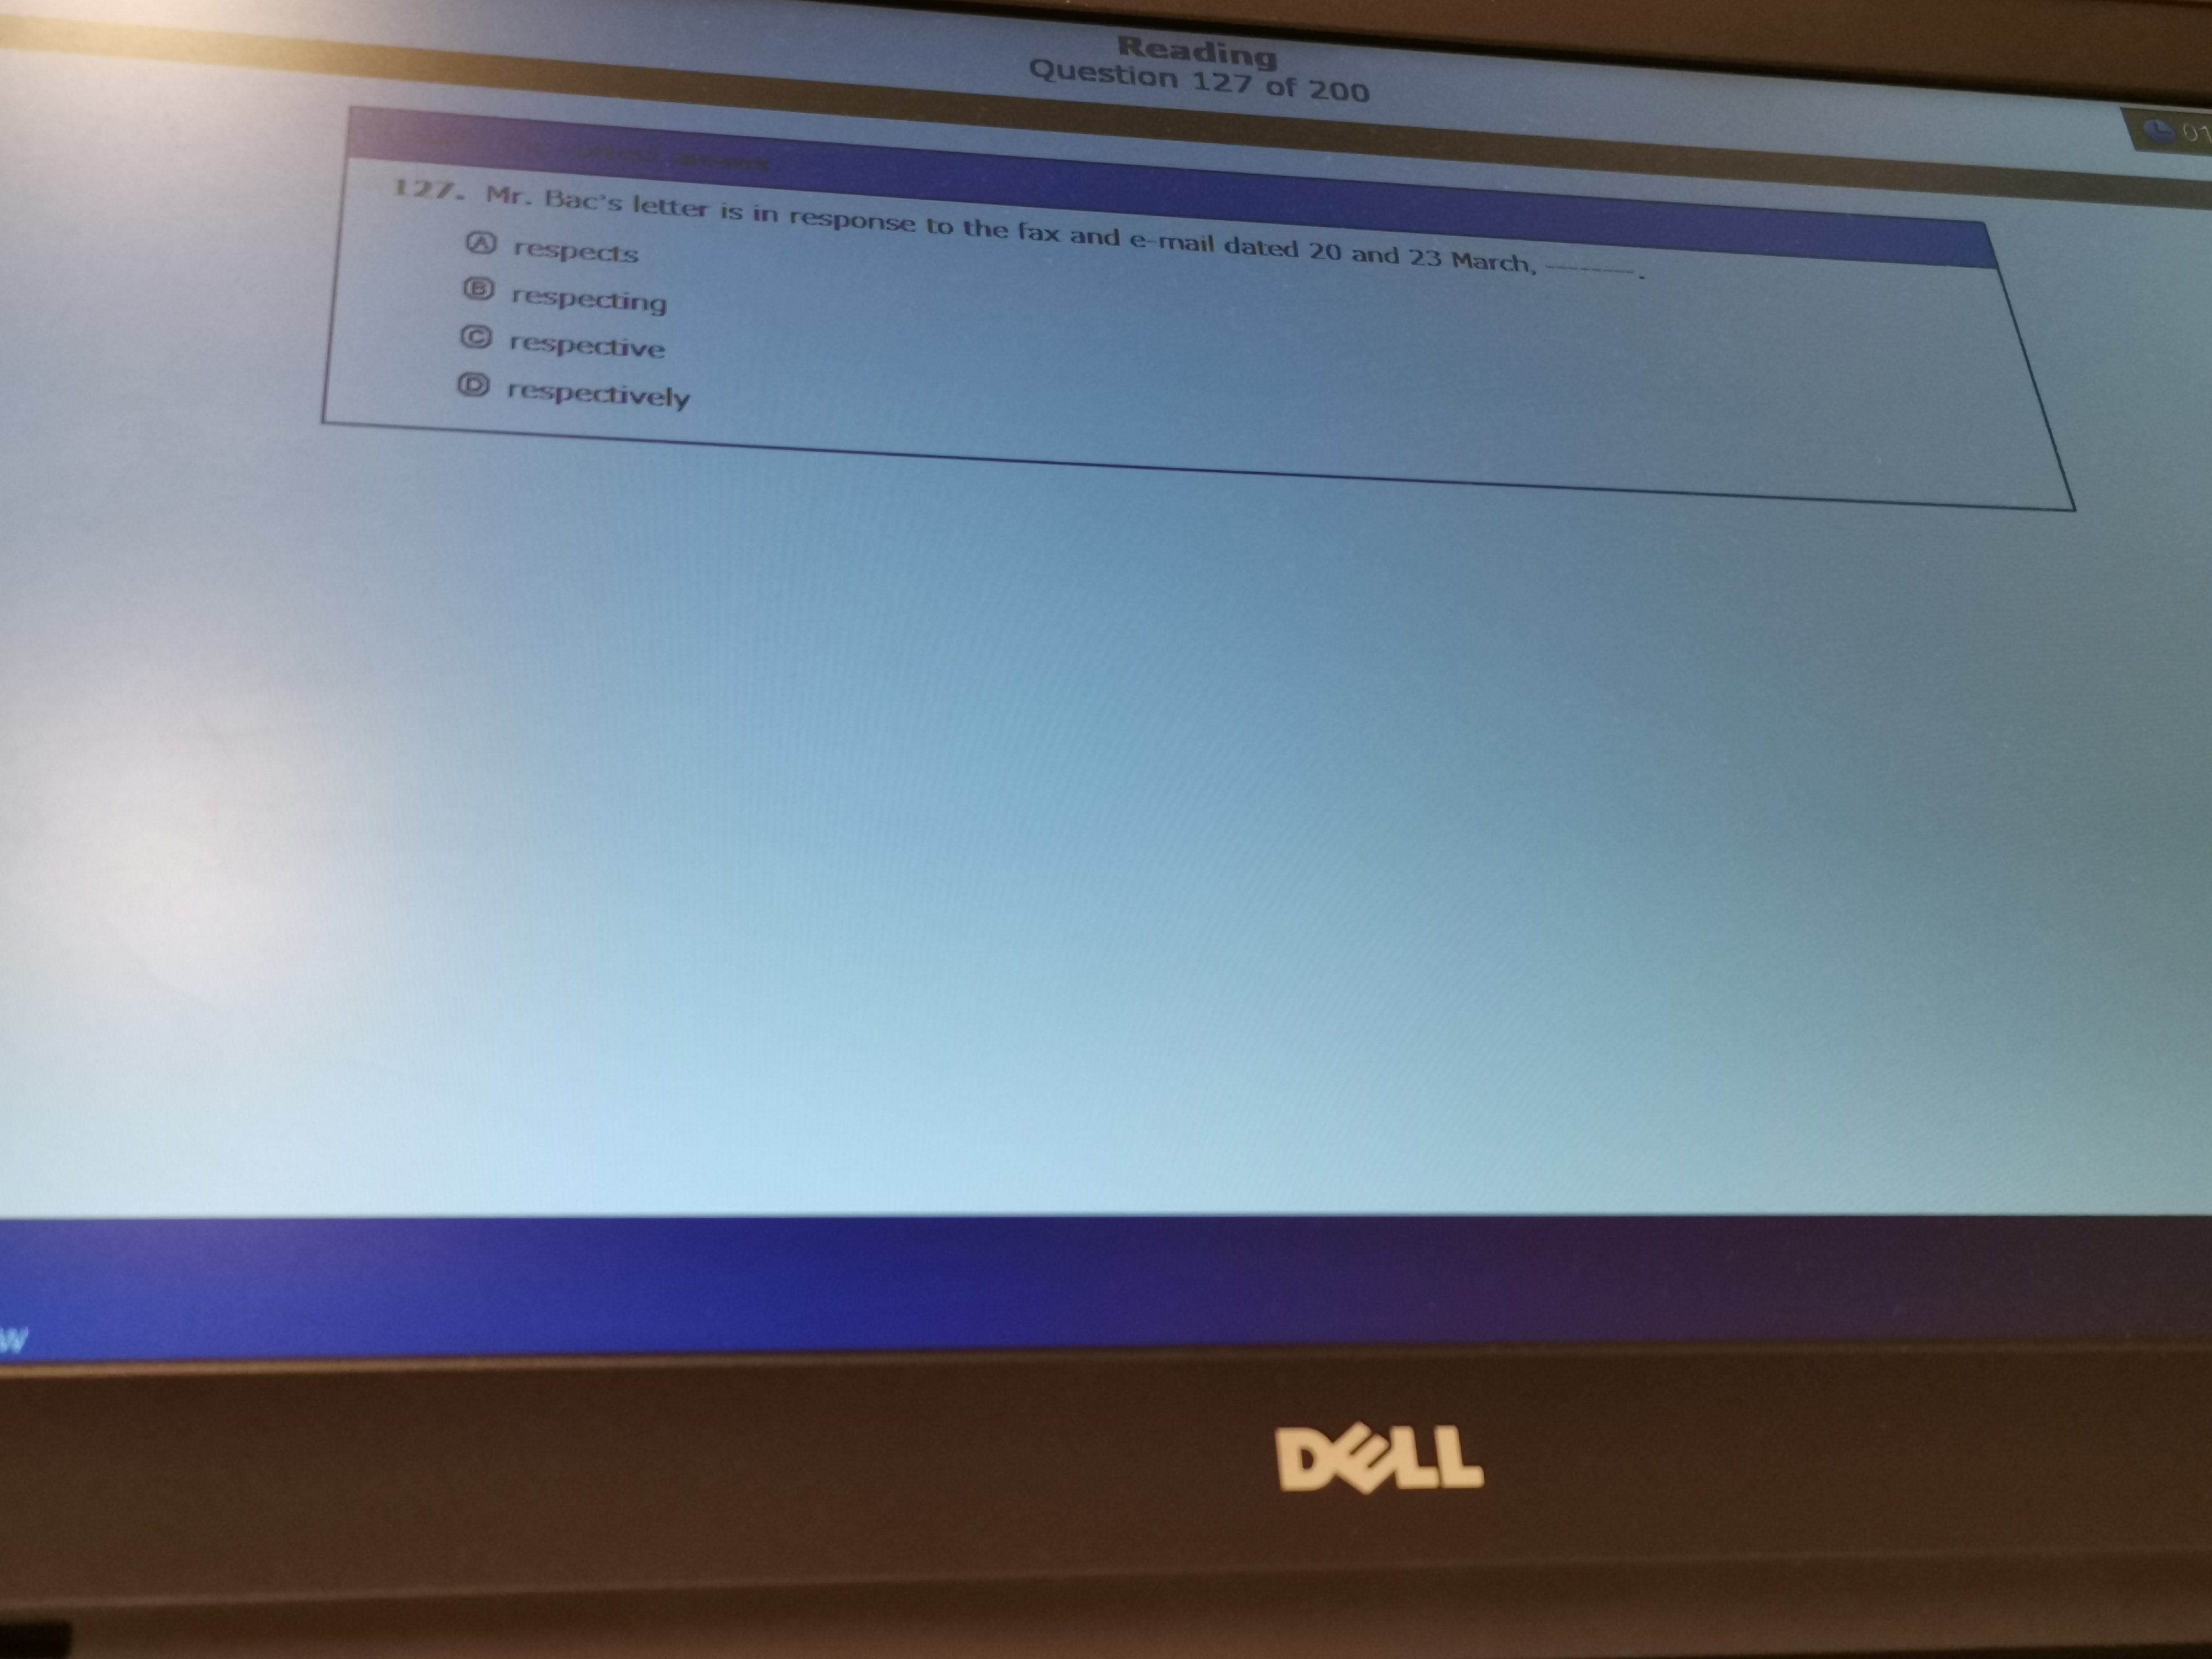 Reading
Question 127 of 200
01
127. Mr. Bac's letter is in response to the fax and e-mail dated 20 and 23 March, --------.
A respects
B respecting
C respective
D respectively
W
DELL